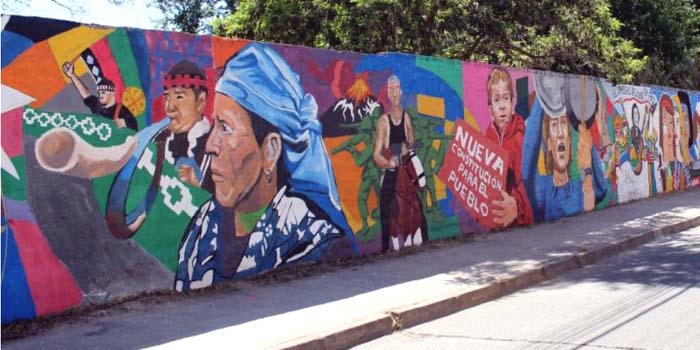 NUEVA
CONSTITUCIÓN
PARA EL
PUEBLO